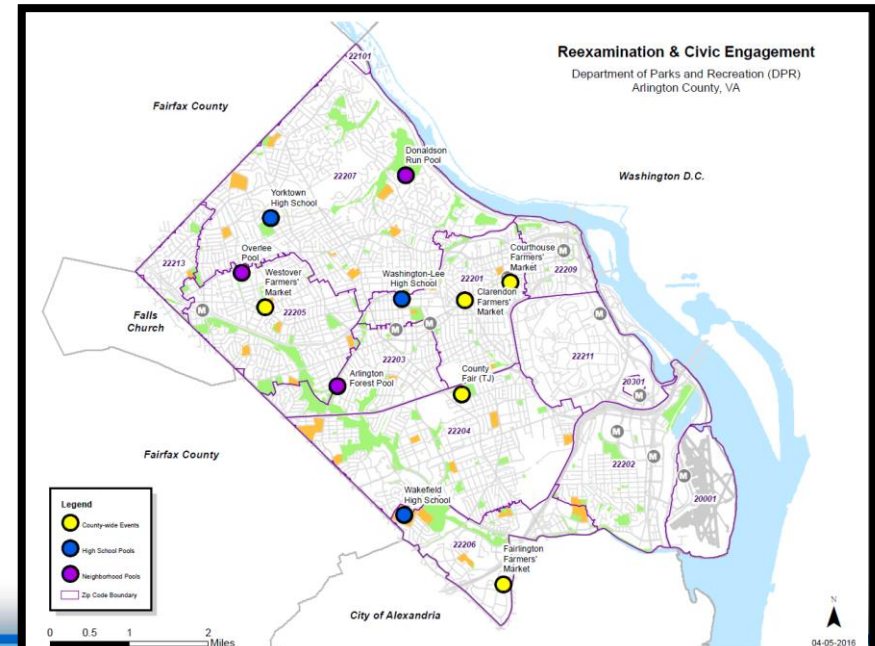 Reexamination & Civic Engagement
Department of Parks and Recreation (DPR)
Arlington County, VA
22101
Fairfax County
Donaldson
Run Pool
Washington D.C.
22207
Yorktown
High School
Overlee
Pool
22213
Westover
Farmers'
Market
22205
Washington-Lee
High School
22201
Courthouse
Farmers'
Market
22209
Clarendon
Farmers'
Market
Falls
Church
M
M
M
M
M
22203
22211
Arlington
Forest Pool
County
Fair (TJ)
20301
M
22204
M
22202
M
M
20001
Fairfax County
Wakefield
High School
22206
Fairlington
Farmers'
Market
City of Alexandria
Legend
County-wide Events
High School Pools
Neighborhood Pools
Zip Code Boundary
0 0.5 1 2
Miles
N
04-05-2016